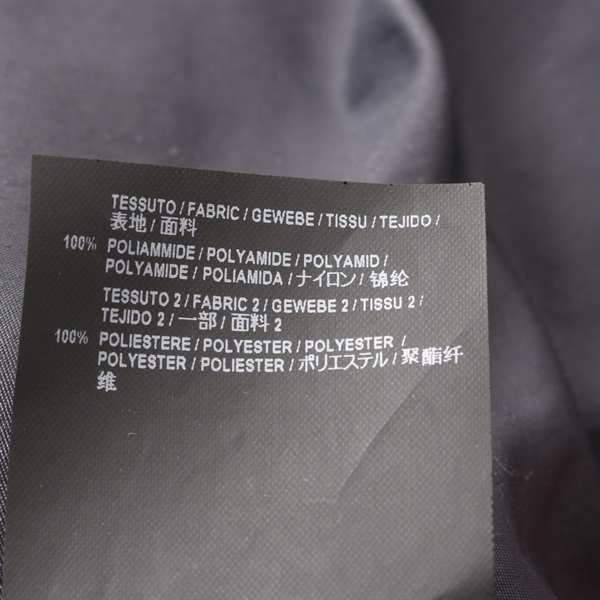 TESSUTO / FABRIC / GEWEBE / TISSU / TEJIDO /
表地 / 面料
100% POLIAMMIDE / POLYAMIDE / POLYAMID /
POLYAMIDE / POLIAMIDA / ナイロン / 锦纶
TESSUTO 2 / FABRIC 2 / GEWEBE 2 / TISSU 2 /
TEJIDO 2 / 一部 / 面料 2
100% POLIESTERE / POLYESTER / POLYESTER /
POLYESTER / POLIESTER / ポリエステル / 聚酯纤
维